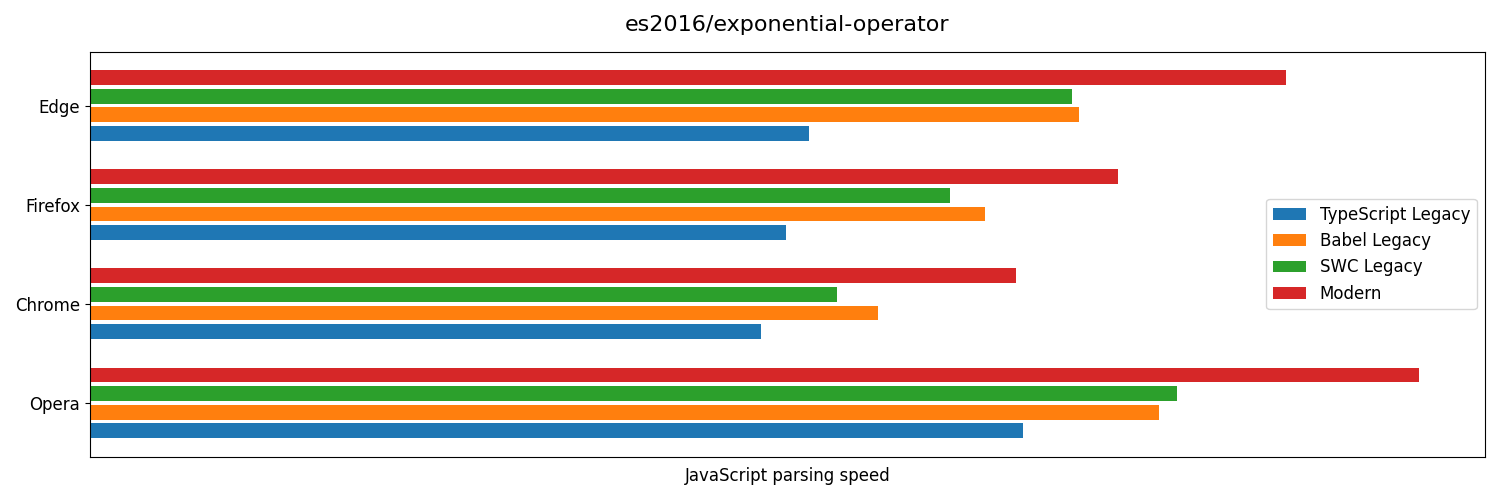 es2016/exponential-operator
Edge
Firefox
Chrome
Opera
TypeScript Legacy
Babel Legacy
SWC Legacy
Modern
JavaScript parsing speed